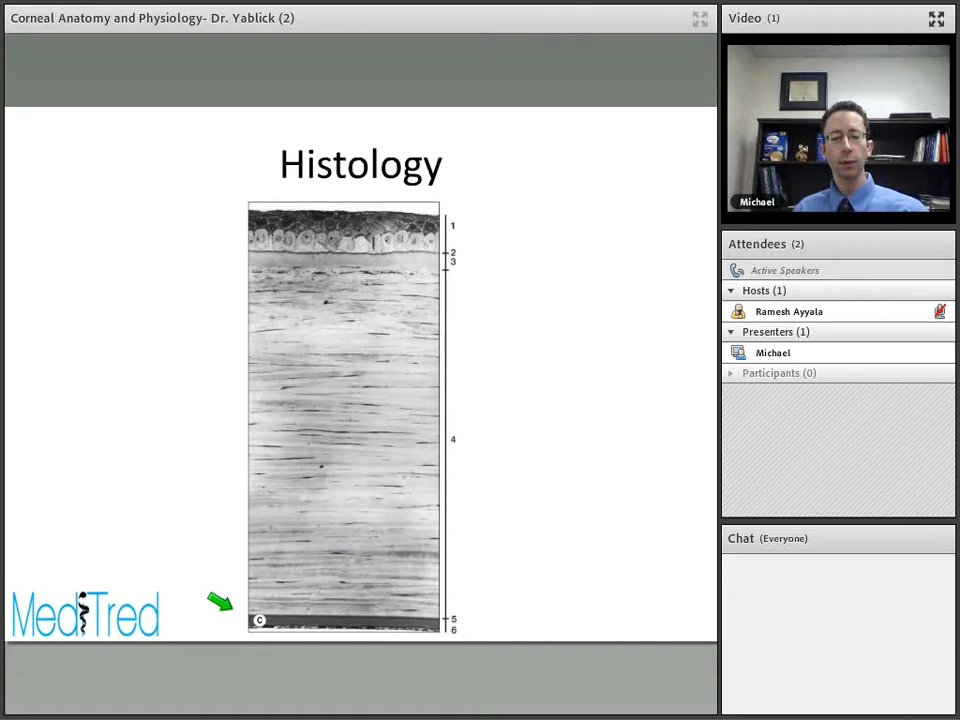 Corneal Anatomy and Physiology- Dr. Yablick (2)
Histology
1
2
3
4
5
6
C
MediTred
Video (1)
Michael
Attendees (2)
Active Speakers
Hosts (1)
Ramesh Ayyala
Presenters (1)
Michael
Participants (0)
Chat (Everyone)